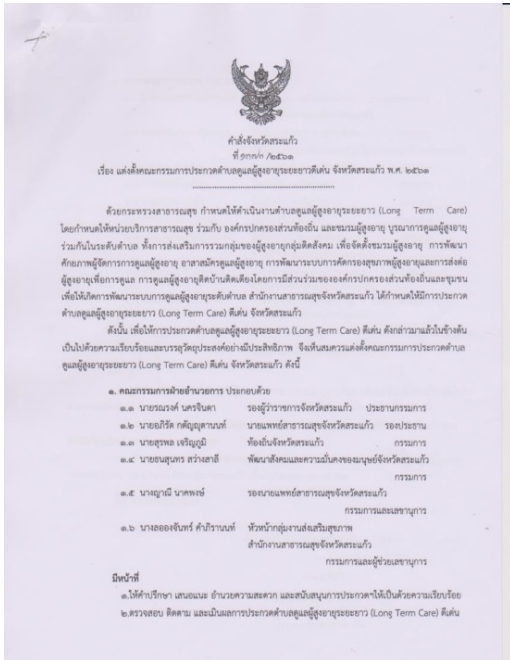 คำสั่งจังหวัดสระแก้ว
ที่ /๒๕๖๑
เรื่อง แต่งตั้งคณะกรรมการประกวดตำบลดูแลผู้สูงอายุระยะยาวดีเด่น จังหวัดสระแก้ว พ.ศ. ๒๕๖๑
ด้วยกระทรวงสาธารณสุข กำหนดให้ดำเนินงานตำบลดูแลผู้สูงอายุระยะยาว (Long Term Care)
โดยกำหนดให้หน่วยบริการสาธารณสุข ร่วมกับ องค์กรปกครองส่วนท้องถิ่น และชมรมผู้สูงอายุ บูรณาการดูแลผู้สูงอายุ
ร่วมกันในระดับตำบล ทั้งการส่งเสริมการรวมกลุ่มของผู้สูงอายุกลุ่มติดสังคม เพื่อจัดตั้งชมรมผู้สูงอายุ การพัฒนา
ศักยภาพผู้จัดการการดูแลผู้สูงอายุ อาสาสมัครดูแลผู้สูงอายุ การพัฒนาระบบการคัดกรองสุขภาพผู้สูงอายุและการส่งต่อ
ผู้สูงอายุเพื่อการดูแล การดูแลผู้สูงอายุติดบ้านติดเตียงโดยการมีส่วนร่วมขององค์กรปกครองส่วนท้องถิ่นและชุมชน
เพื่อให้เกิดการพัฒนาระบบการดูแลผู้สูงอายุระดับตำบล สำนักงานสาธารณสุขจังหวัดสระแก้ว ได้กำหนดให้มีการประกวด
ตำบลดูแลผู้สูงอายุระยะยาว (Long Term Care) ดีเด่น จังหวัดสระแก้ว
ดังนั้น เพื่อให้การประกวดตำบลดูแลผู้สูงอายุระยะยาว (Long Term Care) ดีเด่น ดังกล่าวมาแล้วในข้างต้น
เป็นไปด้วยความเรียบร้อยและบรรลุวัตถุประสงค์อย่างมีประสิทธิภาพ จึงเห็นสมควรแต่งตั้งคณะกรรมการประกวดตำบล
ดูแลผู้สูงอายุระยะยาว (Long Term Care) ดีเด่น จังหวัดสระแก้ว ดังนี้
๑. คณะกรรมการฝ่ายอำนวยการ ประกอบด้วย
๑.๑ นายรณรงค์ นครจินดา รองผู้ว่าราชการจังหวัดสระแก้ว ประธานกรรมการ
๑.๒ นายอภิรัต กตัญญุตานนท์ นายแพทย์สาธารณสุขจังหวัดสระแก้ว รองประธาน
๑.๓ นายสุรพล เจริญภูมิ ท้องถิ่นจังหวัดสระแก้ว กรรมการ
๑.๔ นายธนสุนทร สว่างสาลี พัฒนาสังคมและความมั่นคงของมนุษย์จังหวัดสระแก้ว
กรรมการ
๑.๕ นางญาณี นาคพงษ์ รองนายแพทย์สาธารณสุขจังหวัดสระแก้ว
กรรมการและเลขานุการ
๑.๖ นางลออจันทร์ คำภิรานนท์ หัวหน้ากลุ่มงานส่งเสริมสุขภาพ
สำนักงานสาธารณสุขจังหวัดสระแก้ว
กรรมการและผู้ช่วยเลขานุการ
มีหน้าที่
๑.ให้คำปรึกษา เสนอแนะ อำนวยความสะดวก และสนับสนุนการประกวดฯให้เป็นด้วยความเรียบร้อย
๒.ตรวจสอบ ติดตาม และเมินผลการประกวดตำบลดูแลผู้สูงอายุระยะยาว (Long Term Care) ดีเด่น